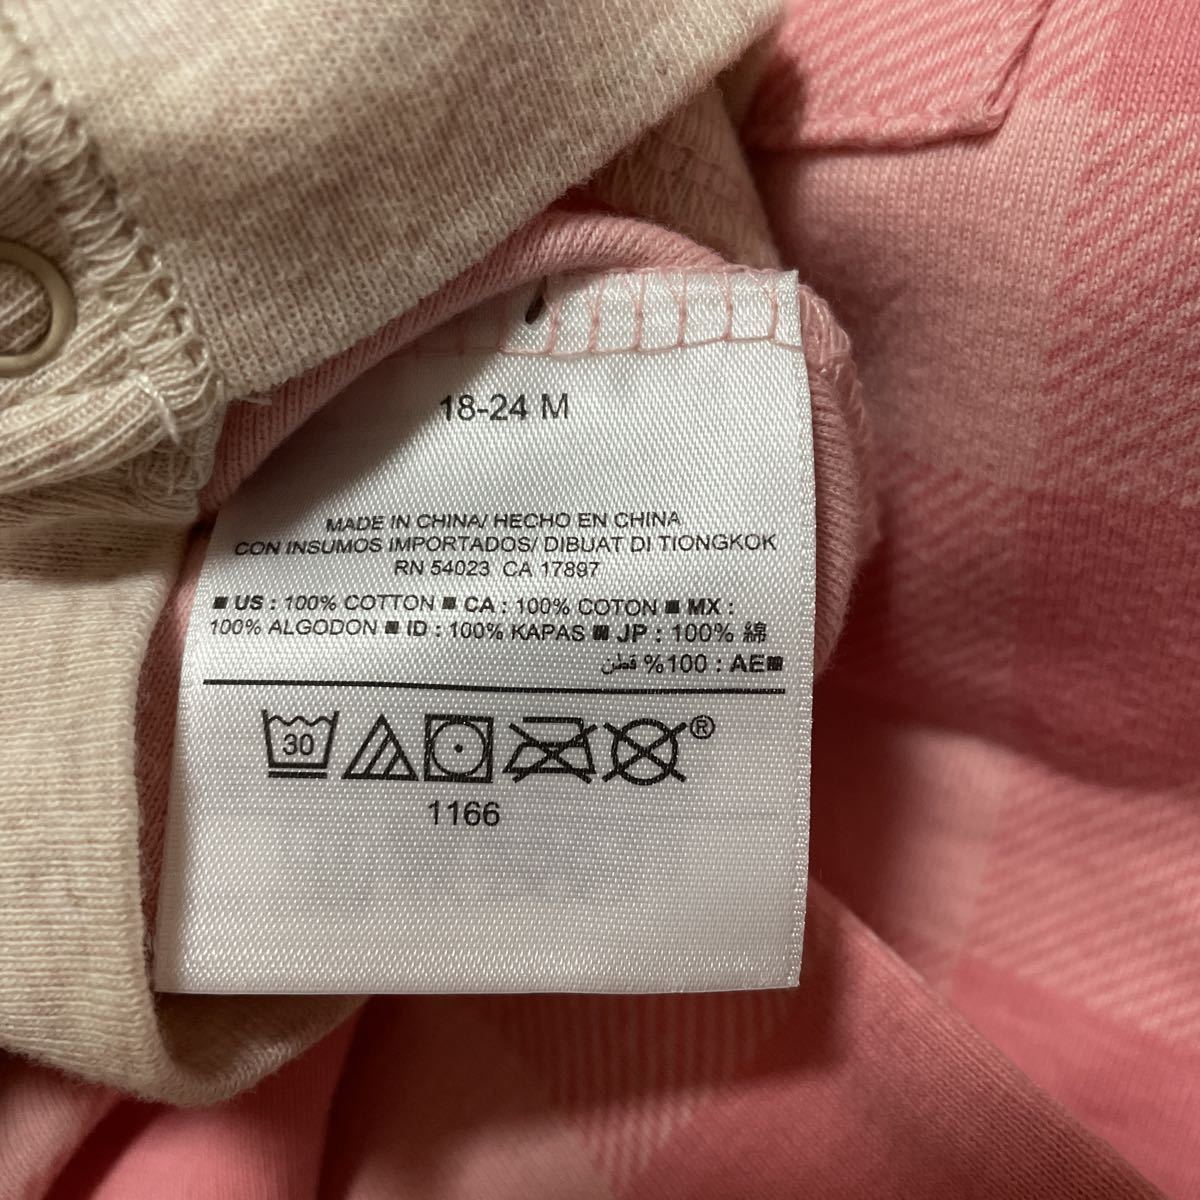 18-24 M
MADE IN CHINA/ HECHO EN CHINA
CON INSUMOS IMPORTADOS/ DIBUAT DI TIONGKOK
RN 54023 CA 17897
■ US : 100% COTTON ■ CA : 100% COTON ■ MX :
100% ALGODON ■ ID : 100% KAPAS ■ JP : 100% 綿
■AE : 100% قطن
30 ®
1166